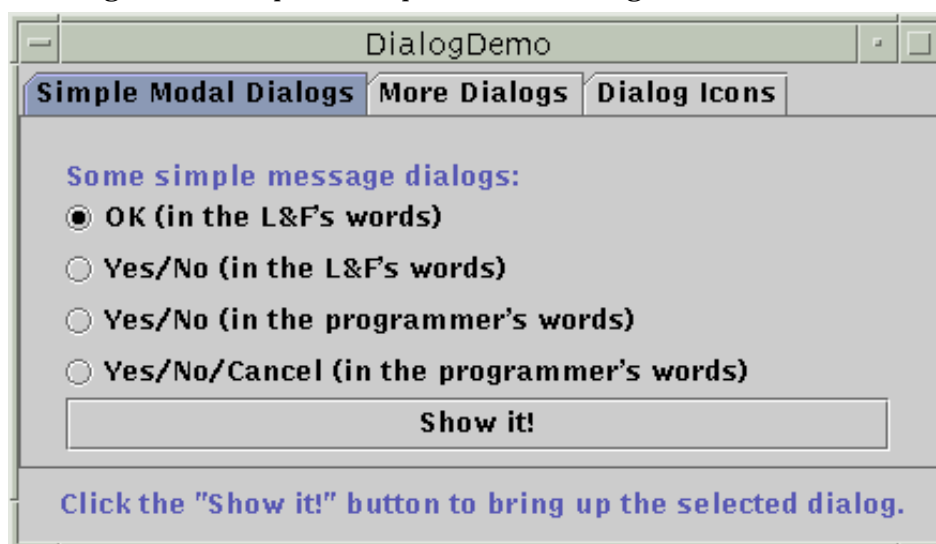 DialogDemo
Simple Modal Dialogs More Dialogs Dialog Icons
Some simple message dialogs:
OK (in the L&F's words)
Yes/No (in the L&F's words)
Yes/No (in the programmer's words)
Yes/No/Cancel (in the programmer's words)
Show it!
Click the "Show it!" button to bring up the selected dialog.